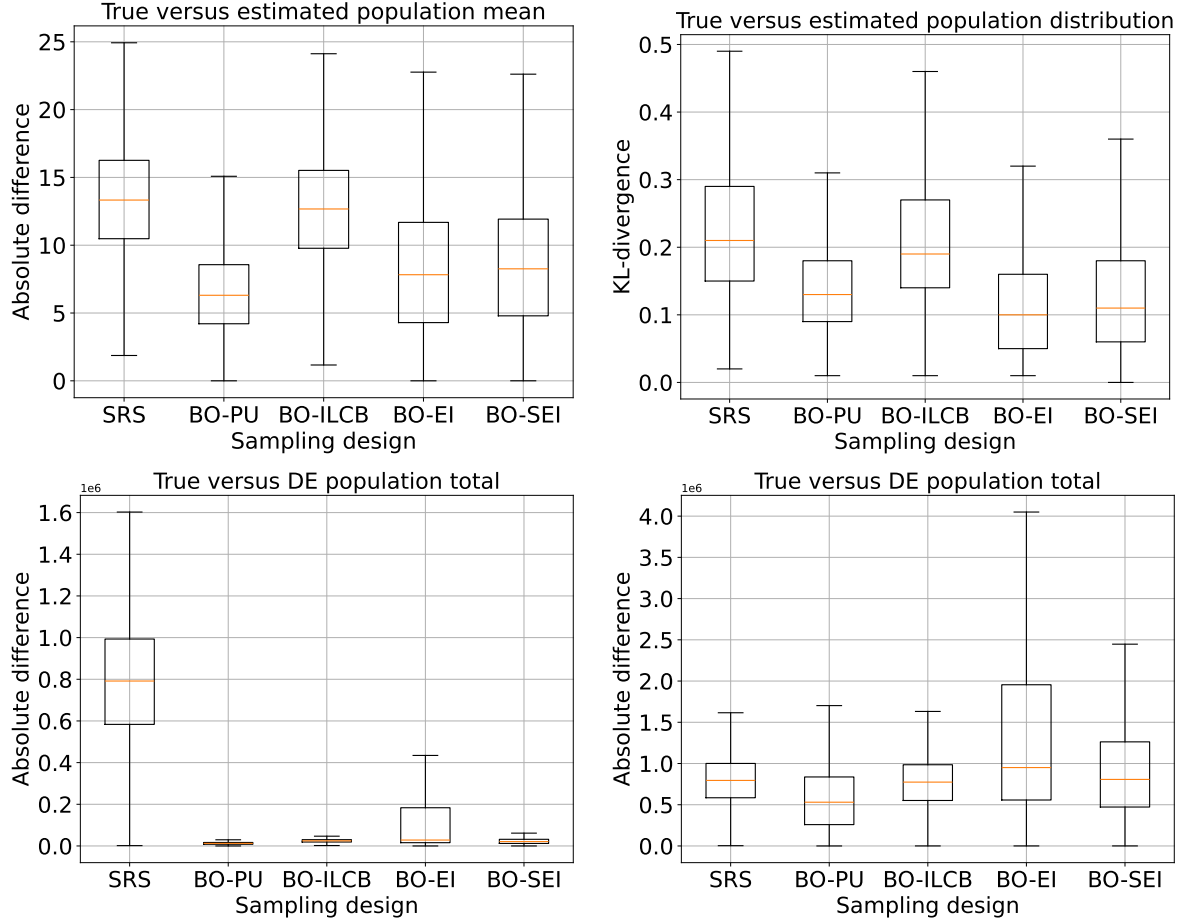 True versus estimated population mean
25
20
15
10
5
0
Absolute difference
SRS BO-PU BO-ILCB BO-EI BO-SEI
Sampling design
True versus estimated population distribution
0.5
0.4
0.3
0.2
0.1
0.0
KL-divergence
SRS BO-PU BO-ILCB BO-EI BO-SEI
Sampling design
True versus DE population total
1e6
1.6
1.4
1.2
1.0
0.8
0.6
0.4
0.2
0.0
Absolute difference
SRS BO-PU BO-ILCB BO-EI BO-SEI
Sampling design
True versus DE population total
1e6
4.0
3.5
3.0
2.5
2.0
1.5
1.0
0.5
0.0
Absolute difference
SRS BO-PU BO-ILCB BO-EI BO-SEI
Sampling design